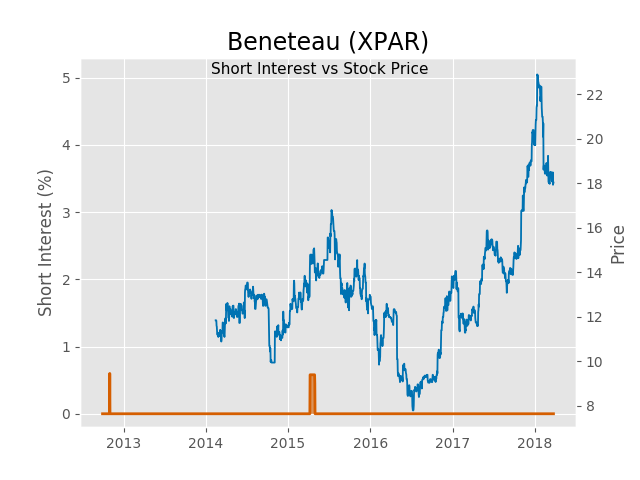 Beneteau (XPAR)
Short Interest vs Stock Price
Short Interest (%)
5
4
3
2
1
0
22
20
18
16
14
12
10
8
Price
2013 2014 2015 2016 2017 2018